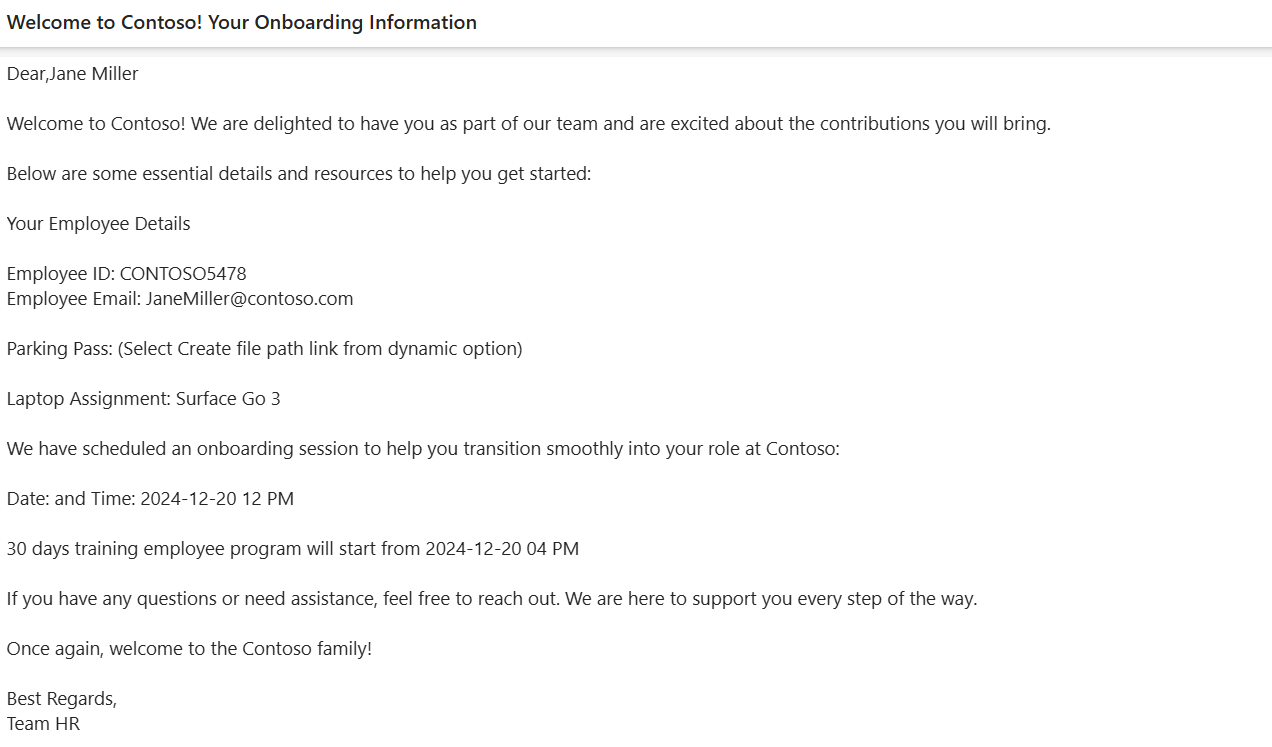 Welcome to Contoso! Your Onboarding Information
Dear,Jane Miller
Welcome to Contoso! We are delighted to have you as part of our team and are excited about the contributions you will bring.
Below are some essential details and resources to help you get started:
Your Employee Details
Employee ID: CONTOSO5478
Employee Email: JaneMiller@contoso.com
Parking Pass: (Select Create file path link from dynamic option)
Laptop Assignment: Surface Go 3
We have scheduled an onboarding session to help you transition smoothly into your role at Contoso:
Date: and Time: 2024-12-20 12 PM
30 days training employee program will start from 2024-12-20 04 PM
If you have any questions or need assistance, feel free to reach out. We are here to support you every step of the way.
Once again, welcome to the Contoso family!
Best Regards,
Team HR